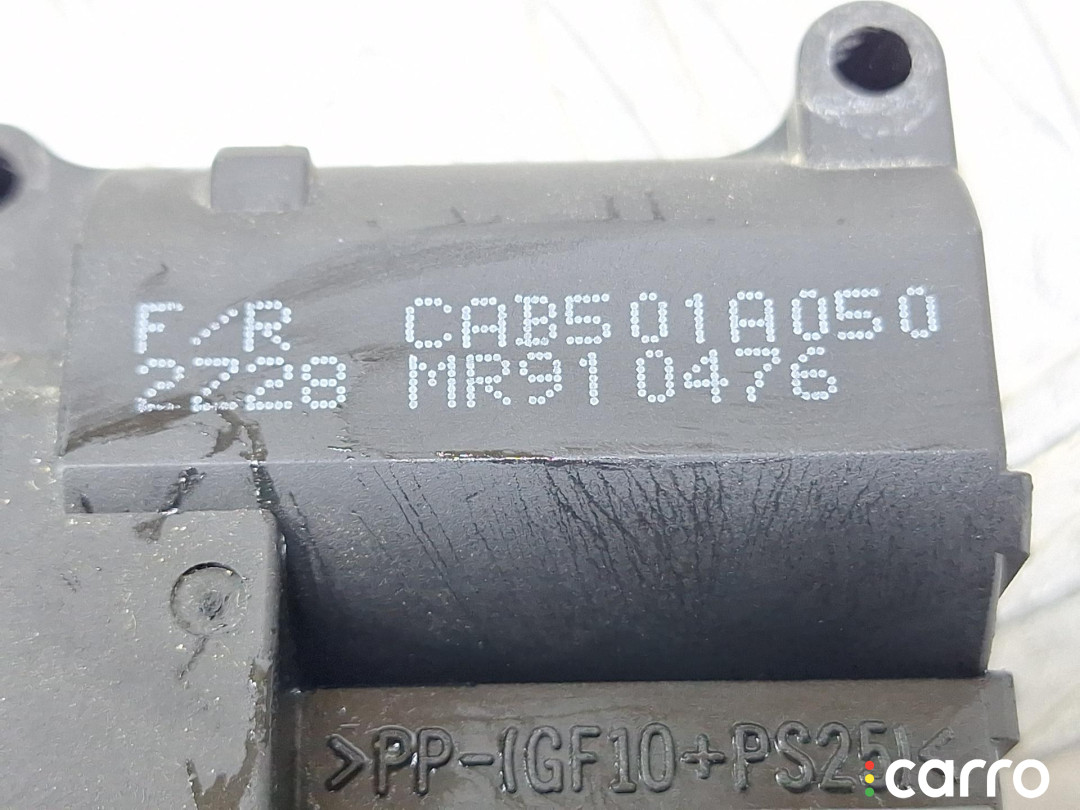 F/R CAB501A050
2228 MR910476
>PP-(GF10+PS25)<
carro